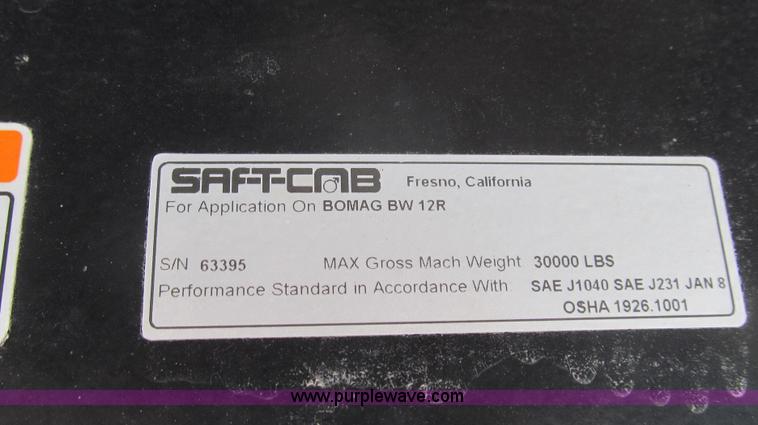 SAFT-CAB Fresno, California
For Application On BOMAG BW 12R
S/N 63395 MAX Gross Mach Weight 30000 LBS
Performance Standard in Accordance With SAE J1040 SAE J231 JAN 8
OSHA 1926.1001
www.purplewave.com